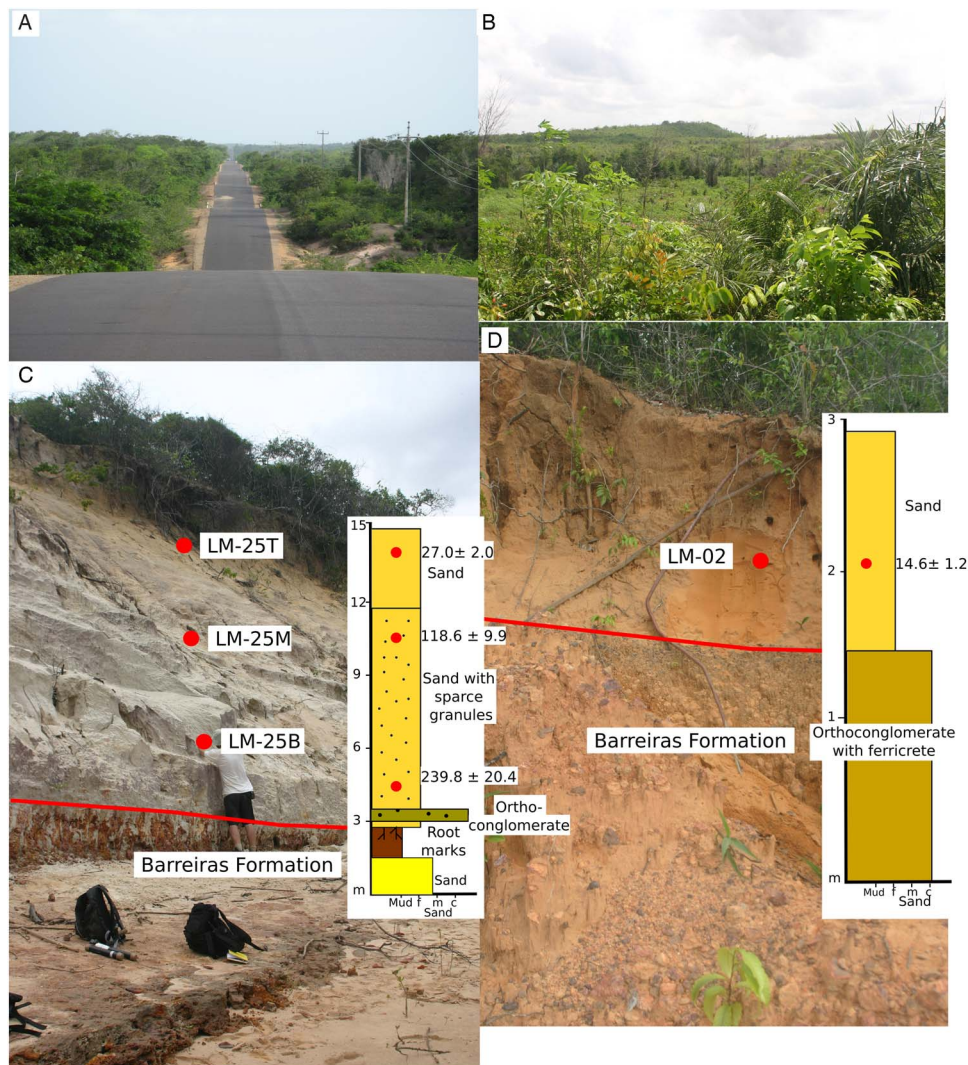 A
B
C
LM-25T
LM-25M
LM-25B
Barreiras Formation
15
12
9
6
3
m
27.0± 2.0
Sand
118.6 ± 9.9
Sand with
sparce
granules
239.8 ± 20.4
Ortho-
conglomerate
Root
marks
Sand
Mud f m c
Sand
D
LM-02
Barreiras Formation
3
2
1
m
Sand
14.6± 1.2
Orthoconglomerate
with ferricrete
Mud f m c
Sand